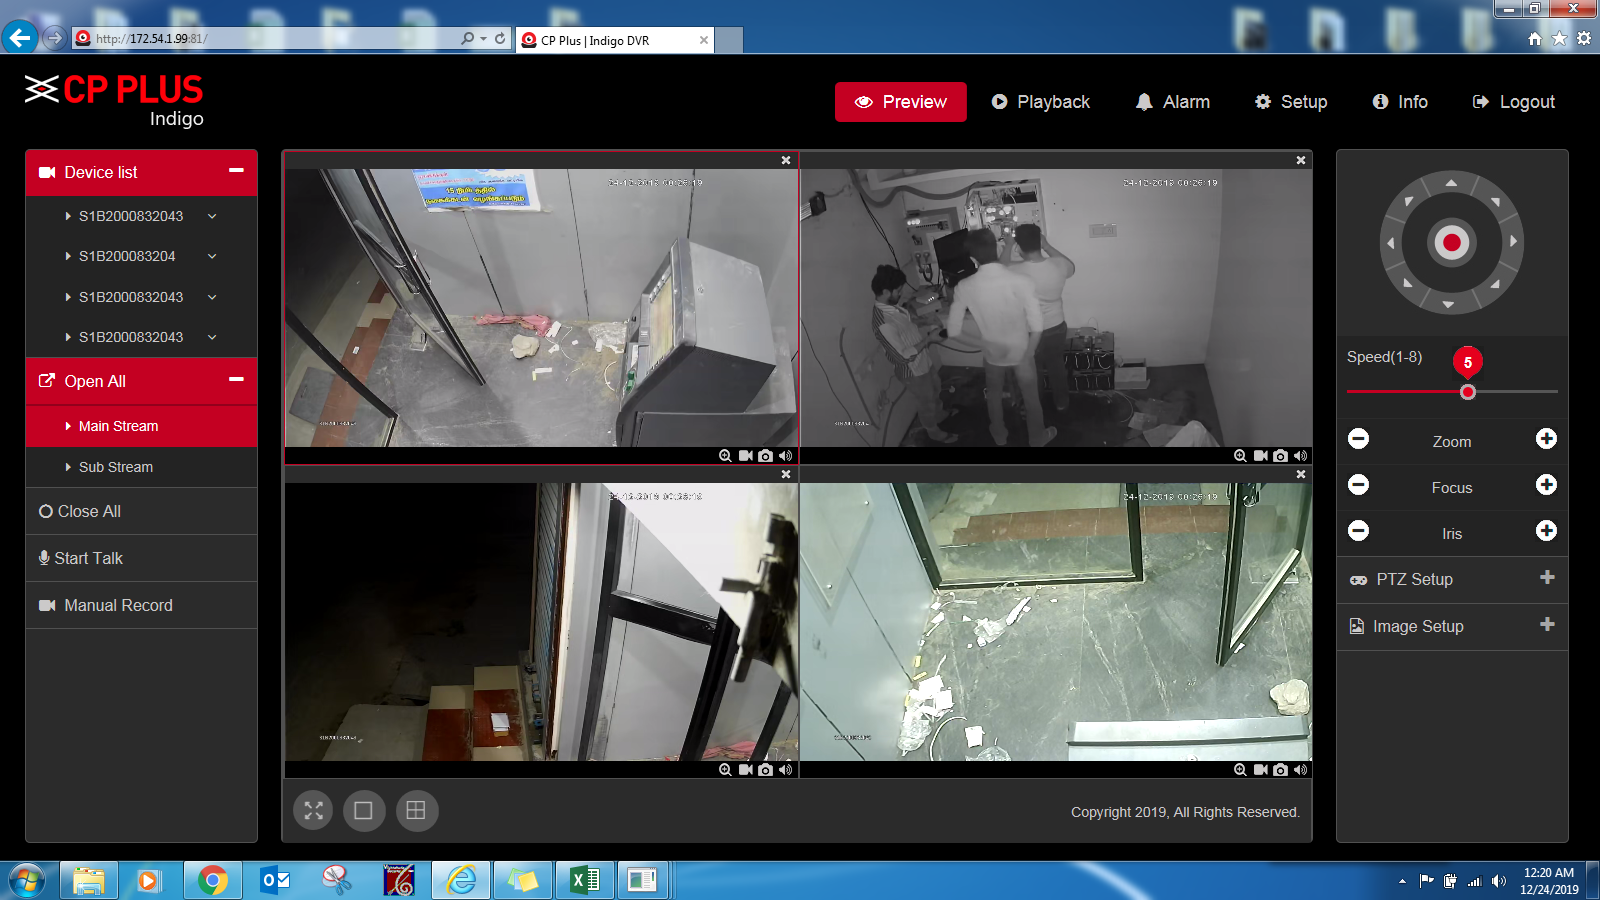 http://172.54.1.99:81/
CP Plus | Indigo DVR
CP PLUS
Indigo
Preview
Playback
Alarm
Setup
Info
Logout
Device list
S1B2000832043
S1B200083204
S1B2000832043
S1B2000832043
Open All
Main Stream
Sub Stream
Close All
Start Talk
Manual Record
24-12-2019 00:26:19
15 நிமிடத்தில்
24-12-2019 00:26:19
24-12-2019 00:26:19
24-12-2019 00:26:19
Copyright 2019, All Rights Reserved.
Speed(1-8)
5
Zoom
Focus
Iris
PTZ Setup
Image Setup
12:20 AM
12/24/2019